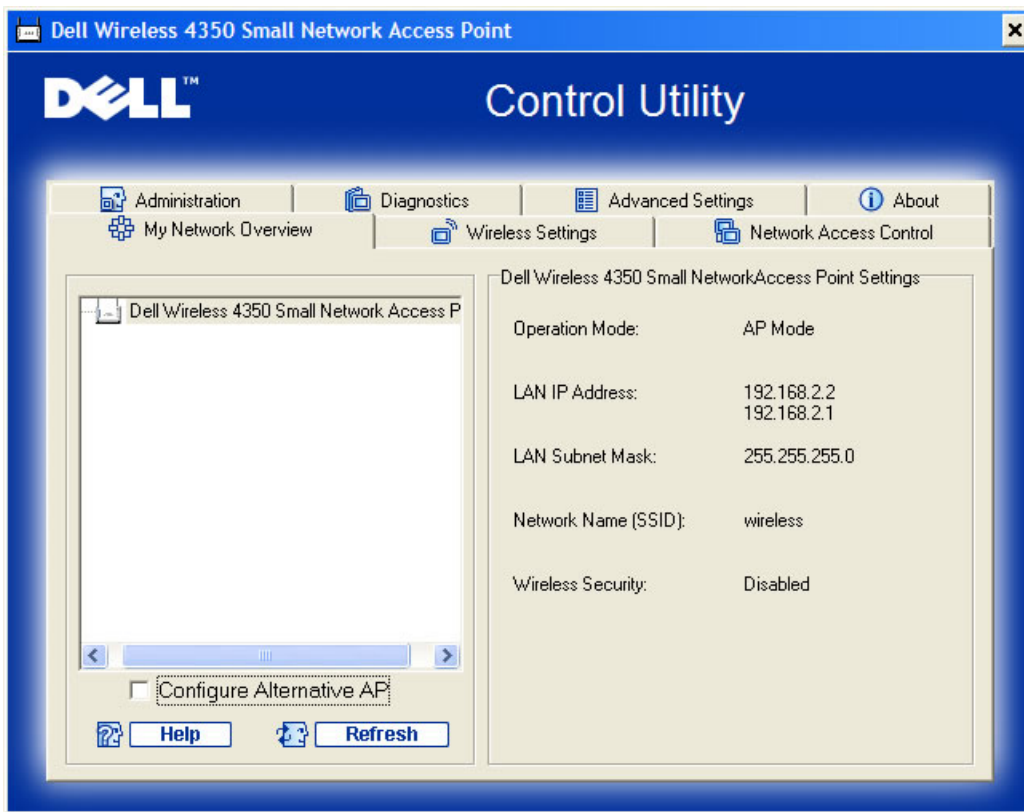 Dell Wireless 4350 Small Network Access Point
DELL™
Control Utility
Administration
Diagnostics
Advanced Settings
About
My Network Overview
Wireless Settings
Network Access Control
Dell Wireless 4350 Small Network Access P
Configure Alternative AP
Help
Refresh
Dell Wireless 4350 Small NetworkAccess Point Settings
Operation Mode: AP Mode
LAN IP Address: 192.168.2.2
192.168.2.1
LAN Subnet Mask: 255.255.255.0
Network Name (SSID): wireless
Wireless Security: Disabled